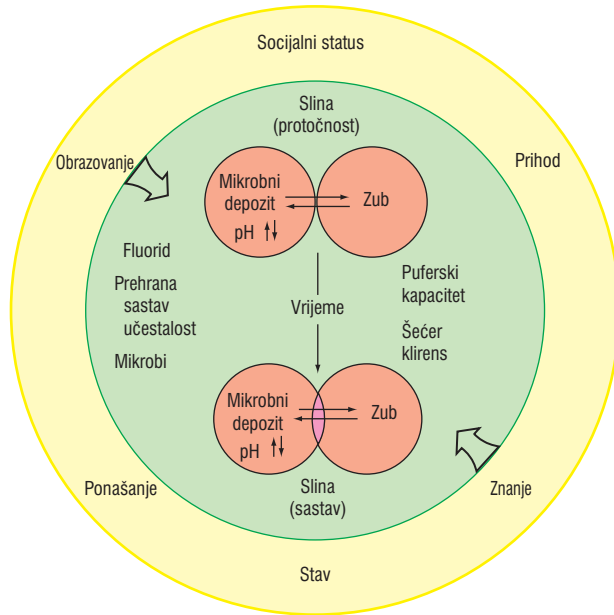 Socijalni status
Slina
(protočnost)
Obrazovanje
Prihod
Mikrobni
depozit
pH
Zub
Fluorid
Prehrana
sastav
učestalost
Mikrobi
Vrijeme
Puferski
kapacitet
Šećer
klirens
Mikrobni
depozit
pH
Zub
Ponašanje
Slina
(sastav)
Znanje
Stav